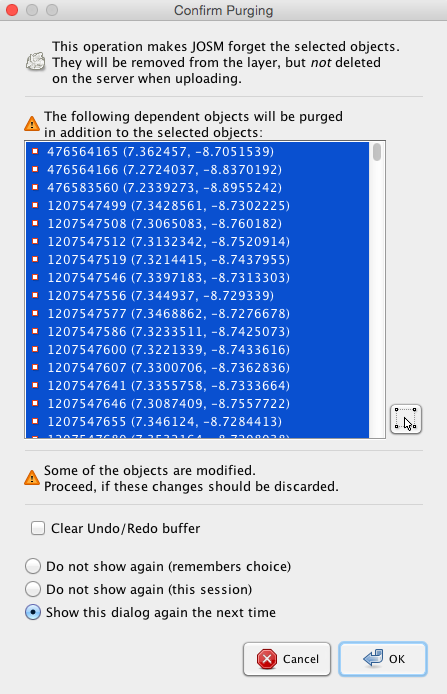 Confirm Purging
This operation makes JOSM forget the selected objects.
They will be removed from the layer, but not deleted
on the server when uploading.
The following dependent objects will be purged
in addition to the selected objects:
476564165 (7.362457, -8.7051539)
476564166 (7.2724037, -8.8370192)
476583560 (7.2339273, -8.8955242)
1207547499 (7.3428561, -8.7302225)
1207547508 (7.3065083, -8.760182)
1207547512 (7.3132342, -8.7520914)
1207547519 (7.3214415, -8.7437955)
1207547546 (7.3397183, -8.7313303)
1207547556 (7.344937, -8.729339)
1207547577 (7.3468862, -8.7276678)
1207547586 (7.3233511, -8.7425073)
1207547600 (7.3221339, -8.7433616)
1207547607 (7.3300706, -8.7362836)
1207547641 (7.3355758, -8.7333664)
1207547646 (7.3087409, -8.7557722)
1207547655 (7.346124, -8.7284413)
Some of the objects are modified.
Proceed, if these changes should be discarded.
Clear Undo/Redo buffer
Do not show again (remembers choice)
Do not show again (this session)
Show this dialog again the next time
Cancel
OK